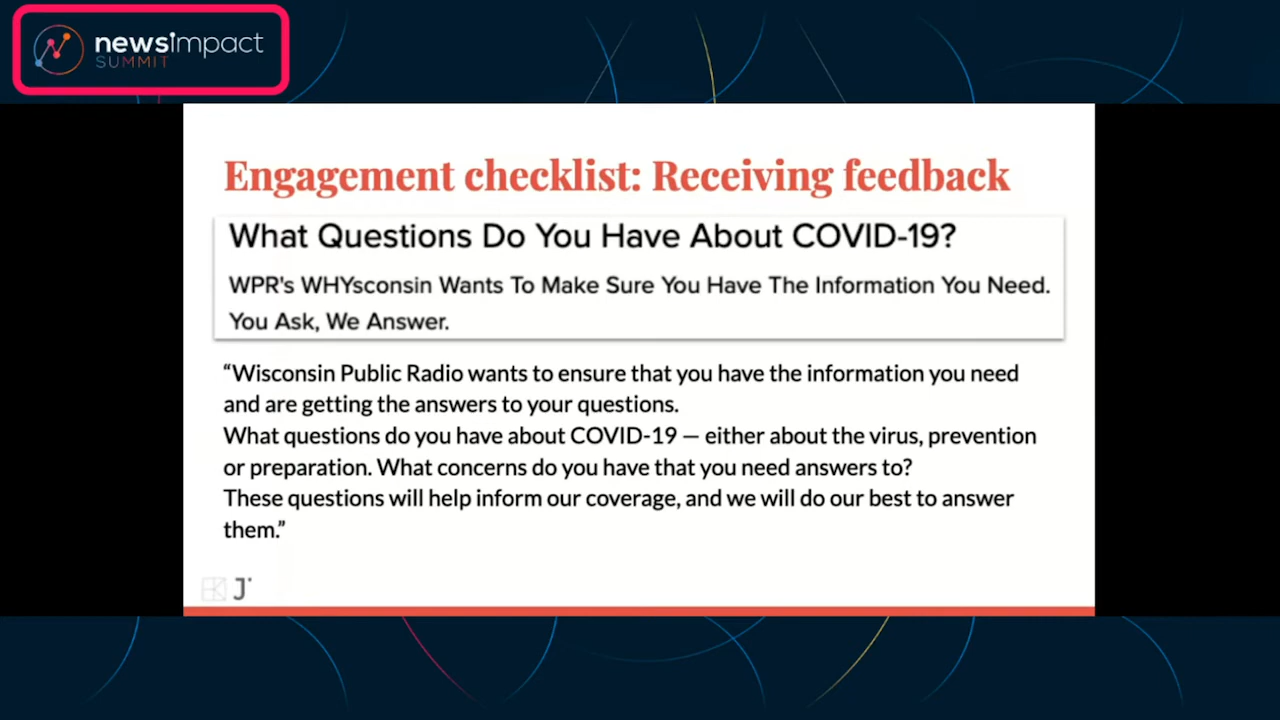 newsimpact
SUMMIT
Engagement checklist: Receiving feedback
What Questions Do You Have About COVID-19?
WPR's WHYsconsin Wants To Make Sure You Have The Information You Need.
You Ask, We Answer.
“Wisconsin Public Radio wants to ensure that you have the information you need
and are getting the answers to your questions.
What questions do you have about COVID-19 — either about the virus, prevention
or preparation. What concerns do you have that you need answers to?
These questions will help inform our coverage, and we will do our best to answer
them.”
J